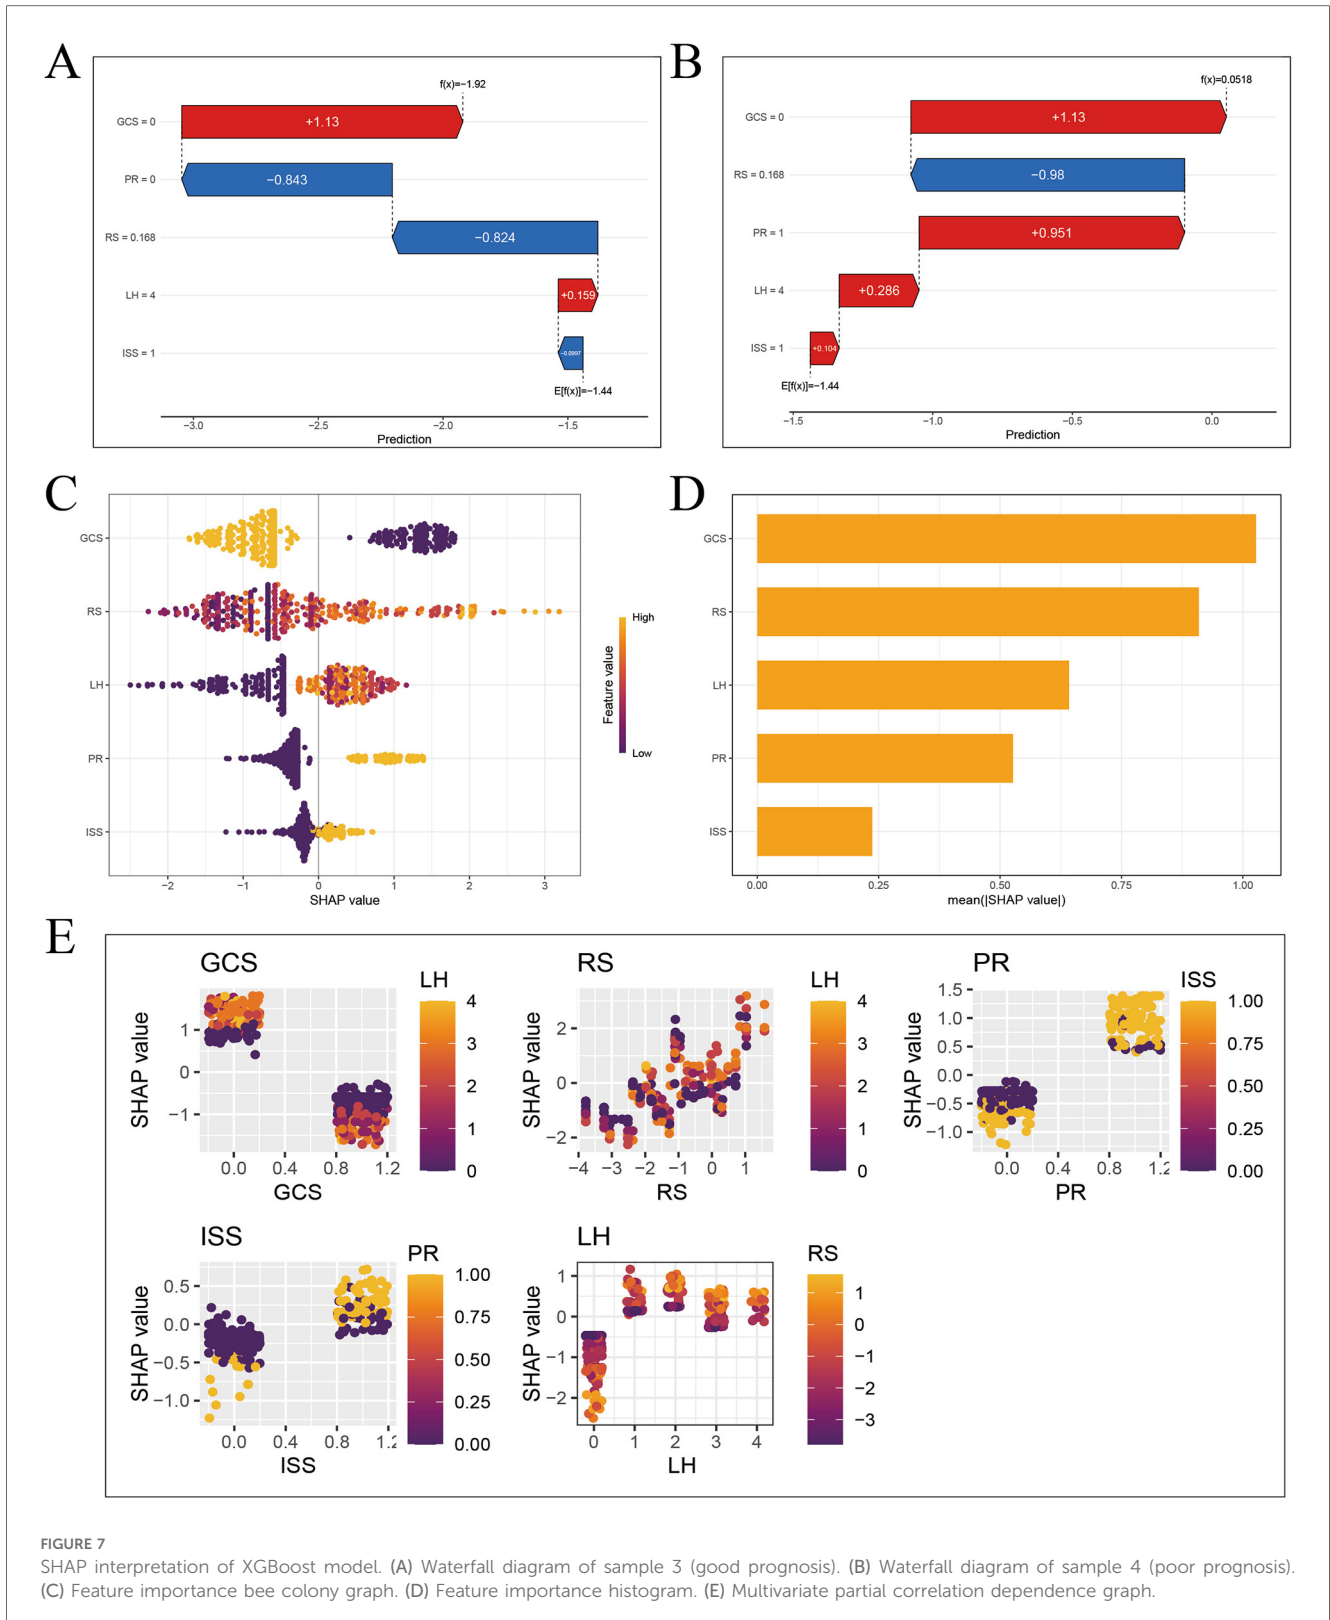 A
f(x)=−1.92
GCS = 0
+1.13
PR = 0
−0.843
RS = 0.168
−0.824
LH = 4
+0.159
ISS = 1
−0.0997
E[f(x)]=−1.44
−3.0 −2.5 −2.0 −1.5
Prediction
B
f(x)=0.0518
GCS = 0
+1.13
RS = 0.168
−0.98
PR = 1
+0.951
LH = 4
+0.286
ISS = 1
+0.104
E[f(x)]=−1.44
−1.5 −1.0 −0.5 0.0
Prediction
C
GCS
RS
LH
PR
ISS
−2 −1 0 1 2 3
SHAP value
High
Feature value
Low
D
GCS
RS
LH
PR
ISS
0.00 0.25 0.50 0.75 1.00
mean(|SHAP value|)
E
GCS
SHAP value
1
0
−1
0.0 0.4 0.8 1.2
GCS
LH
4
3
2
1
0
RS
SHAP value
2
0
−2
−4 −3 −2 −1 0 1
RS
LH
4
3
2
1
0
PR
SHAP value
1.5
1.0
0.5
0.0
−0.5
−1.0
0.0 0.4 0.8 1.2
PR
ISS
1.00
0.75
0.50
0.25
0.00
ISS
SHAP value
0.5
0.0
−0.5
−1.0
0.0 0.4 0.8 1.2
ISS
PR
1.00
0.75
0.50
0.25
0.00
LH
SHAP value
1
0
−1
−2
0 1 2 3 4
LH
RS
1
0
−1
−2
−3
FIGURE 7
SHAP interpretation of XGBoost model. (A) Waterfall diagram of sample 3 (good prognosis). (B) Waterfall diagram of sample 4 (poor prognosis).
(C) Feature importance bee colony graph. (D) Feature importance histogram. (E) Multivariate partial correlation dependence graph.